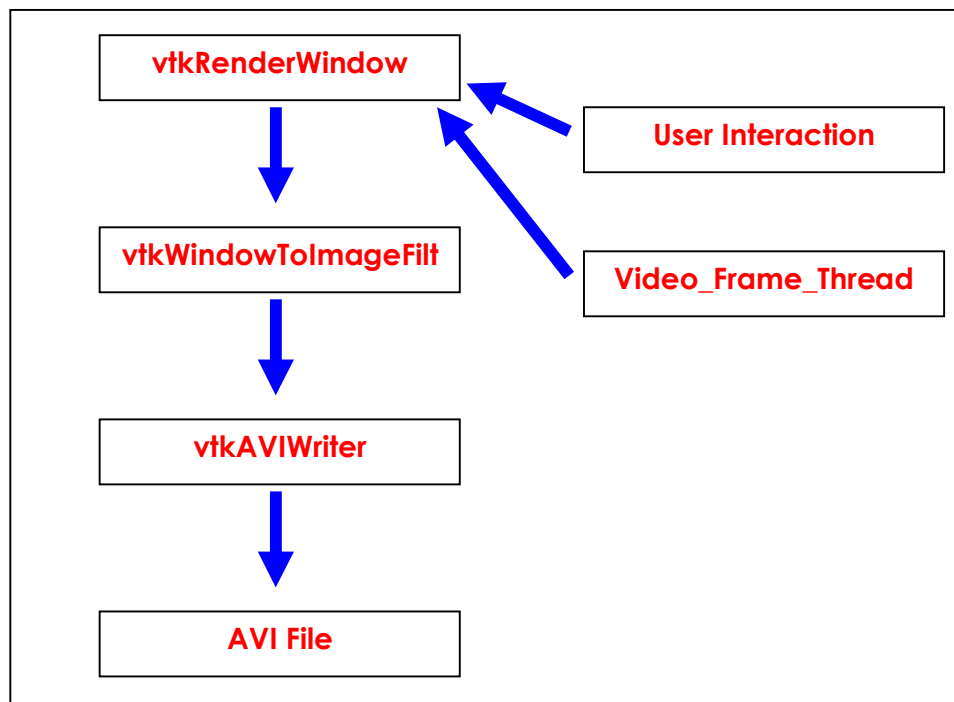 vtkRenderWindow
User Interaction
vtkWindowToImageFilt
Video_Frame_Thread
vtkAVIWriter
AVI File